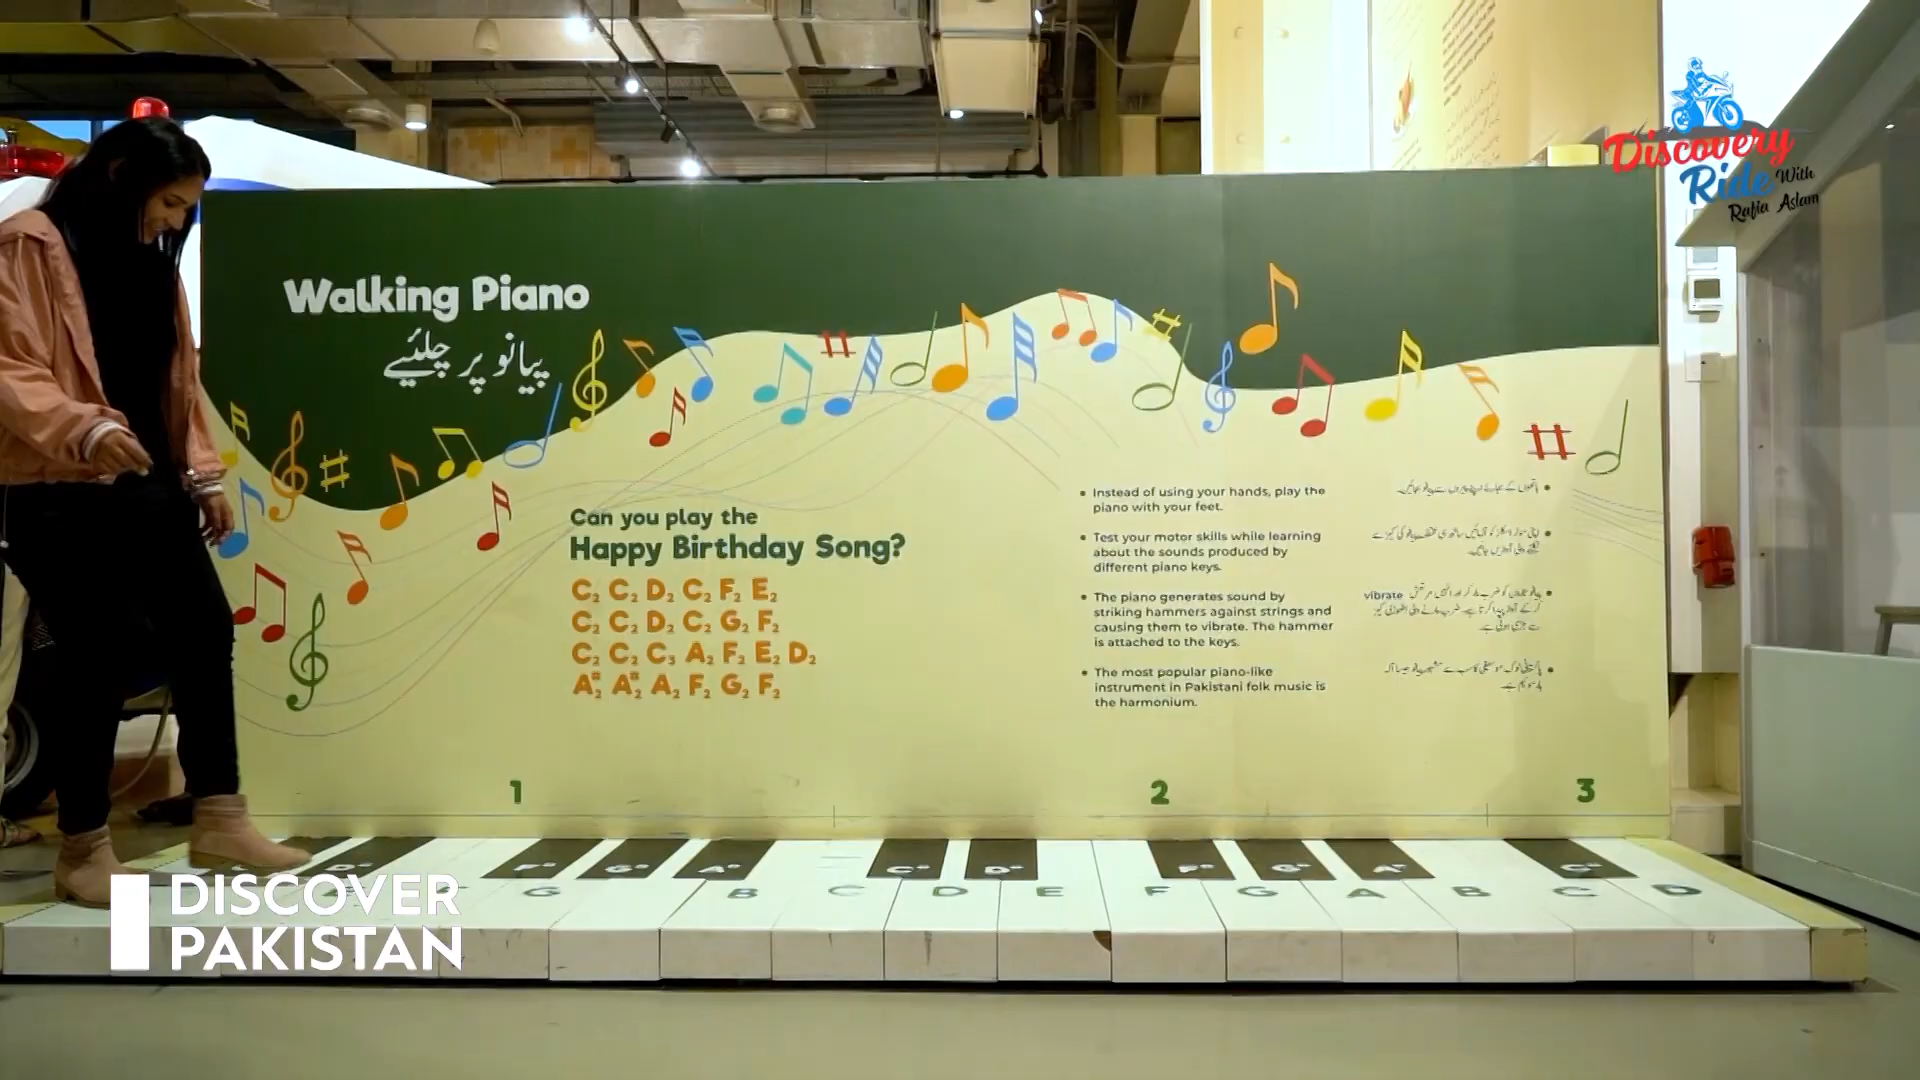 Discovery
Ride With
Rafia Aslam
Walking Piano
پیانو پر چلئیے
Can you play the
Happy Birthday Song?
C₂ C₂ D₂ C₂ F₂ E₂
C₂ C₂ D₂ C₂ G₂ F₂
C₂ C₂ C₃ A₂ F₂ E₂ D₂
A#₂ A#₂ A₂ F₂ G₂ F₂
• Instead of using your hands, play the
piano with your feet.
• Test your motor skills while learning
about the sounds produced by
different piano keys.
• The piano generates sound by
striking hammers against strings and
causing them to vibrate. The hammer
is attached to the keys.
• The most popular piano-like
instrument in Pakistani folk music is
the harmonium.
vibrate
1 2 3
D# F# G# A# C# D# F# G# A# C#
G B C D E F G A B C D
DISCOVER
PAKISTAN